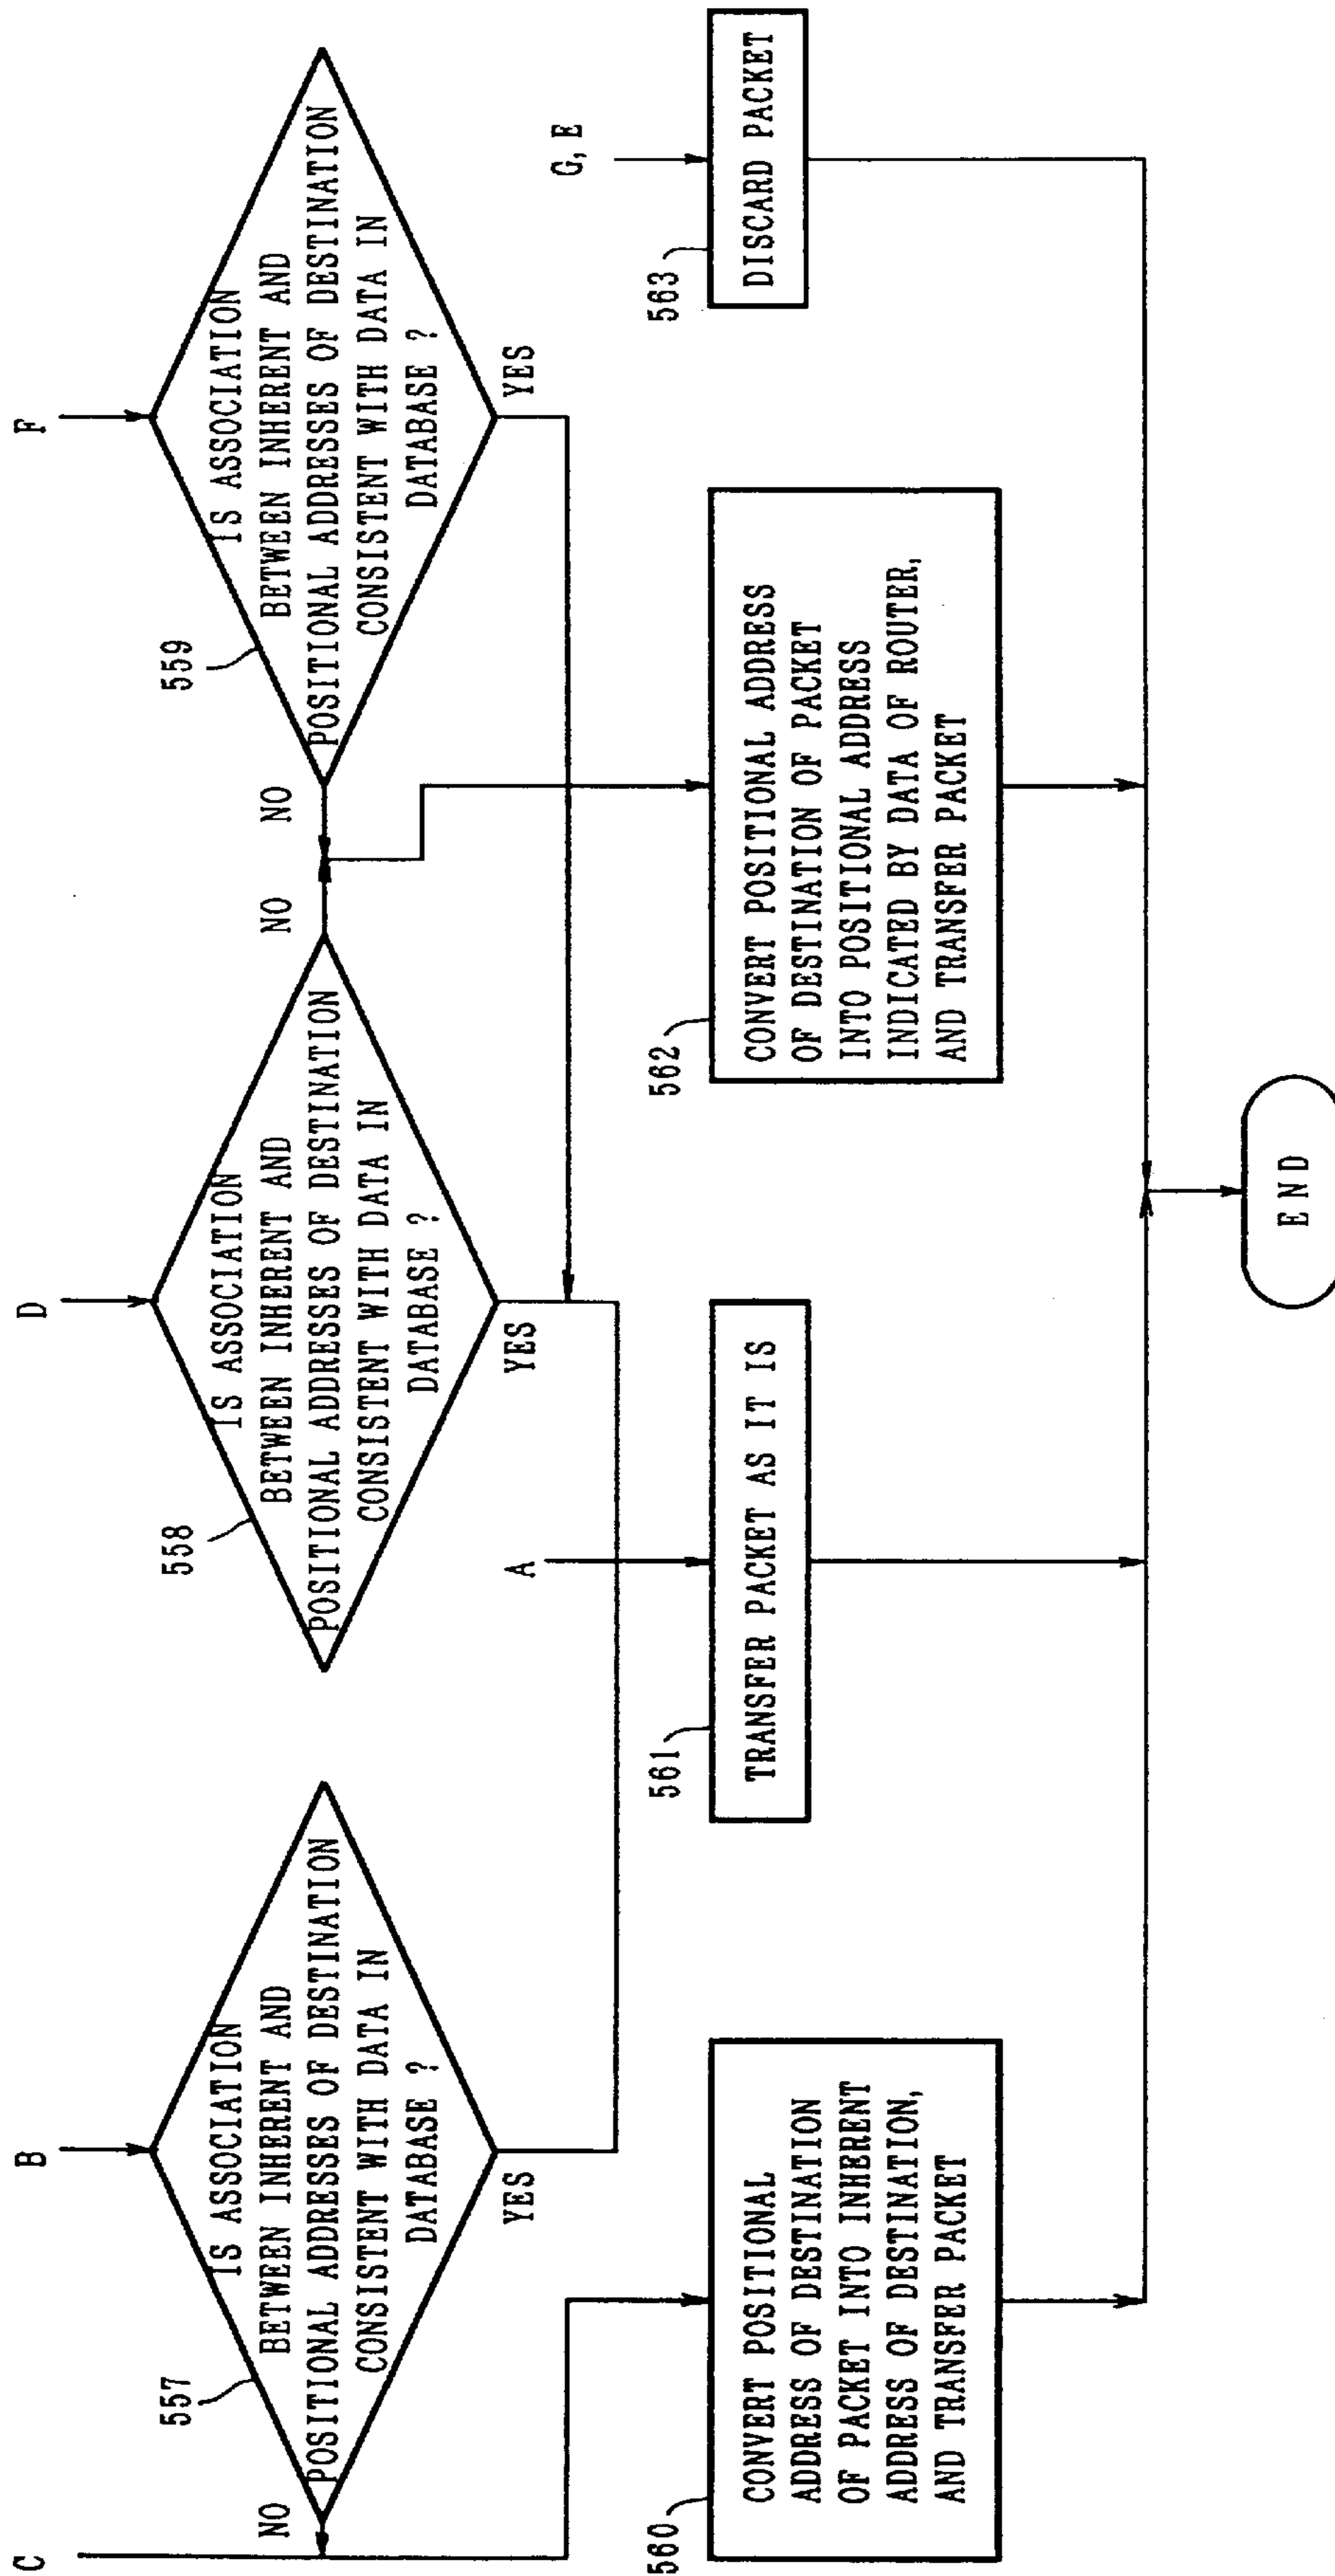 C
B
D
F
557
IS ASSOCIATION
BETWEEN INHERENT AND
POSITIONAL ADDRESSES OF DESTINATION
CONSISTENT WITH DATA IN
DATABASE ?
NO
YES
558
IS ASSOCIATION
BETWEEN INHERENT AND
POSITIONAL ADDRESSES OF DESTINATION
CONSISTENT WITH DATA IN
DATABASE ?
NO
YES
559
IS ASSOCIATION
BETWEEN INHERENT AND
POSITIONAL ADDRESSES OF DESTINATION
CONSISTENT WITH DATA IN
DATABASE ?
NO
YES
A
G, E
560
CONVERT POSITIONAL
ADDRESS OF DESTINATION
OF PACKET INTO INHERENT
ADDRESS OF DESTINATION,
AND TRANSFER PACKET
561
TRANSFER PACKET AS IT IS
562
CONVERT POSITIONAL ADDRESS
OF DESTINATION OF PACKET
INTO POSITIONAL ADDRESS
INDICATED BY DATA OF ROUTER,
AND TRANSFER PACKET
563
DISCARD PACKET
END